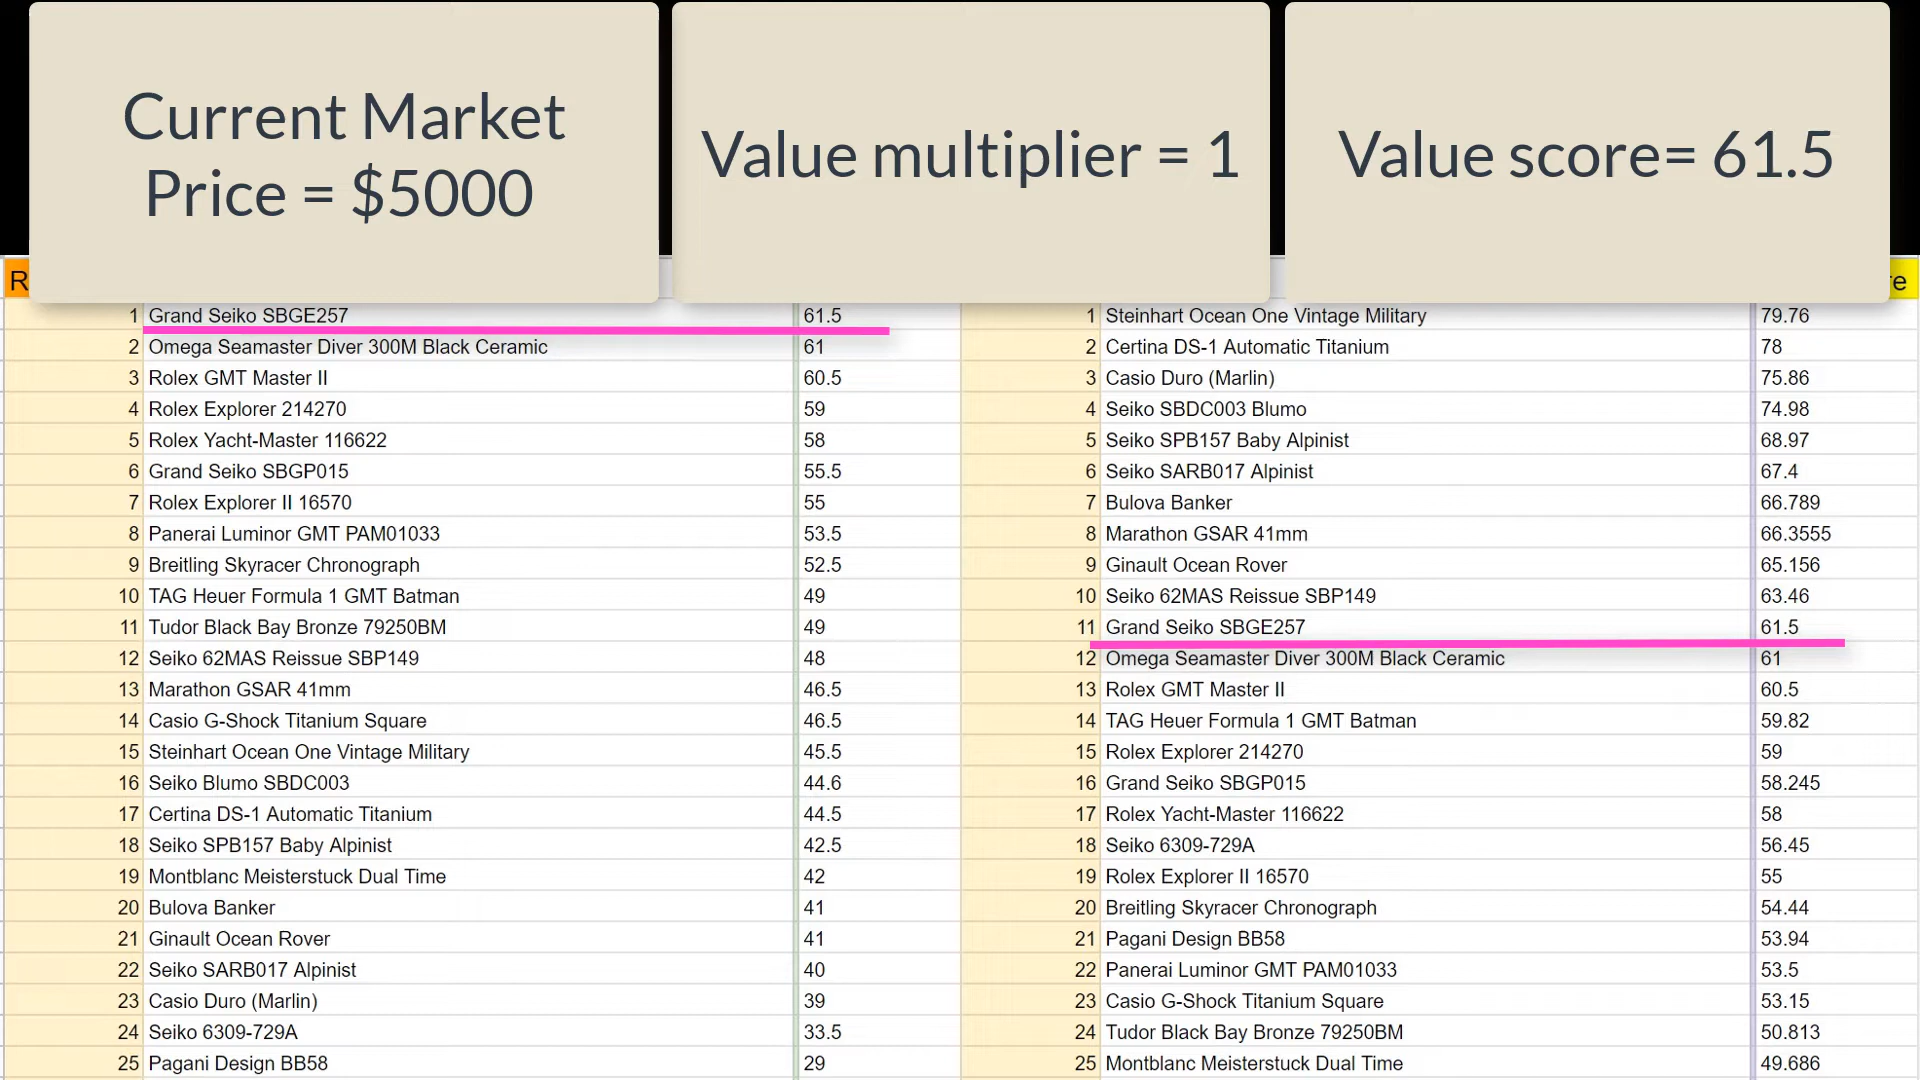 Current Market
Price = $5000
Value multiplier = 1
Value score= 61.5
R
re
1 Grand Seiko SBGE257 61.5 1 Steinhart Ocean One Vintage Military 79.76
2 Omega Seamaster Diver 300M Black Ceramic 61 2 Certina DS-1 Automatic Titanium 78
3 Rolex GMT Master II 60.5 3 Casio Duro (Marlin) 75.86
4 Rolex Explorer 214270 59 4 Seiko SBDC003 Blumo 74.98
5 Rolex Yacht-Master 116622 58 5 Seiko SPB157 Baby Alpinist 68.97
6 Grand Seiko SBGP015 55.5 6 Seiko SARB017 Alpinist 67.4
7 Rolex Explorer II 16570 55 7 Bulova Banker 66.789
8 Panerai Luminor GMT PAM01033 53.5 8 Marathon GSAR 41mm 66.3555
9 Breitling Skyracer Chronograph 52.5 9 Ginault Ocean Rover 65.156
10 TAG Heuer Formula 1 GMT Batman 49 10 Seiko 62MAS Reissue SBP149 63.46
11 Tudor Black Bay Bronze 79250BM 49 11 Grand Seiko SBGE257 61.5
12 Seiko 62MAS Reissue SBP149 48 12 Omega Seamaster Diver 300M Black Ceramic 61
13 Marathon GSAR 41mm 46.5 13 Rolex GMT Master II 60.5
14 Casio G-Shock Titanium Square 46.5 14 TAG Heuer Formula 1 GMT Batman 59.82
15 Steinhart Ocean One Vintage Military 45.5 15 Rolex Explorer 214270 59
16 Seiko Blumo SBDC003 44.6 16 Grand Seiko SBGP015 58.245
17 Certina DS-1 Automatic Titanium 44.5 17 Rolex Yacht-Master 116622 58
18 Seiko SPB157 Baby Alpinist 42.5 18 Seiko 6309-729A 56.45
19 Montblanc Meisterstuck Dual Time 42 19 Rolex Explorer II 16570 55
20 Bulova Banker 41 20 Breitling Skyracer Chronograph 54.44
21 Ginault Ocean Rover 41 21 Pagani Design BB58 53.94
22 Seiko SARB017 Alpinist 40 22 Panerai Luminor GMT PAM01033 53.5
23 Casio Duro (Marlin) 39 23 Casio G-Shock Titanium Square 53.15
24 Seiko 6309-729A 33.5 24 Tudor Black Bay Bronze 79250BM 50.813
25 Pagani Design BB58 29 25 Montblanc Meisterstuck Dual Time 49.686